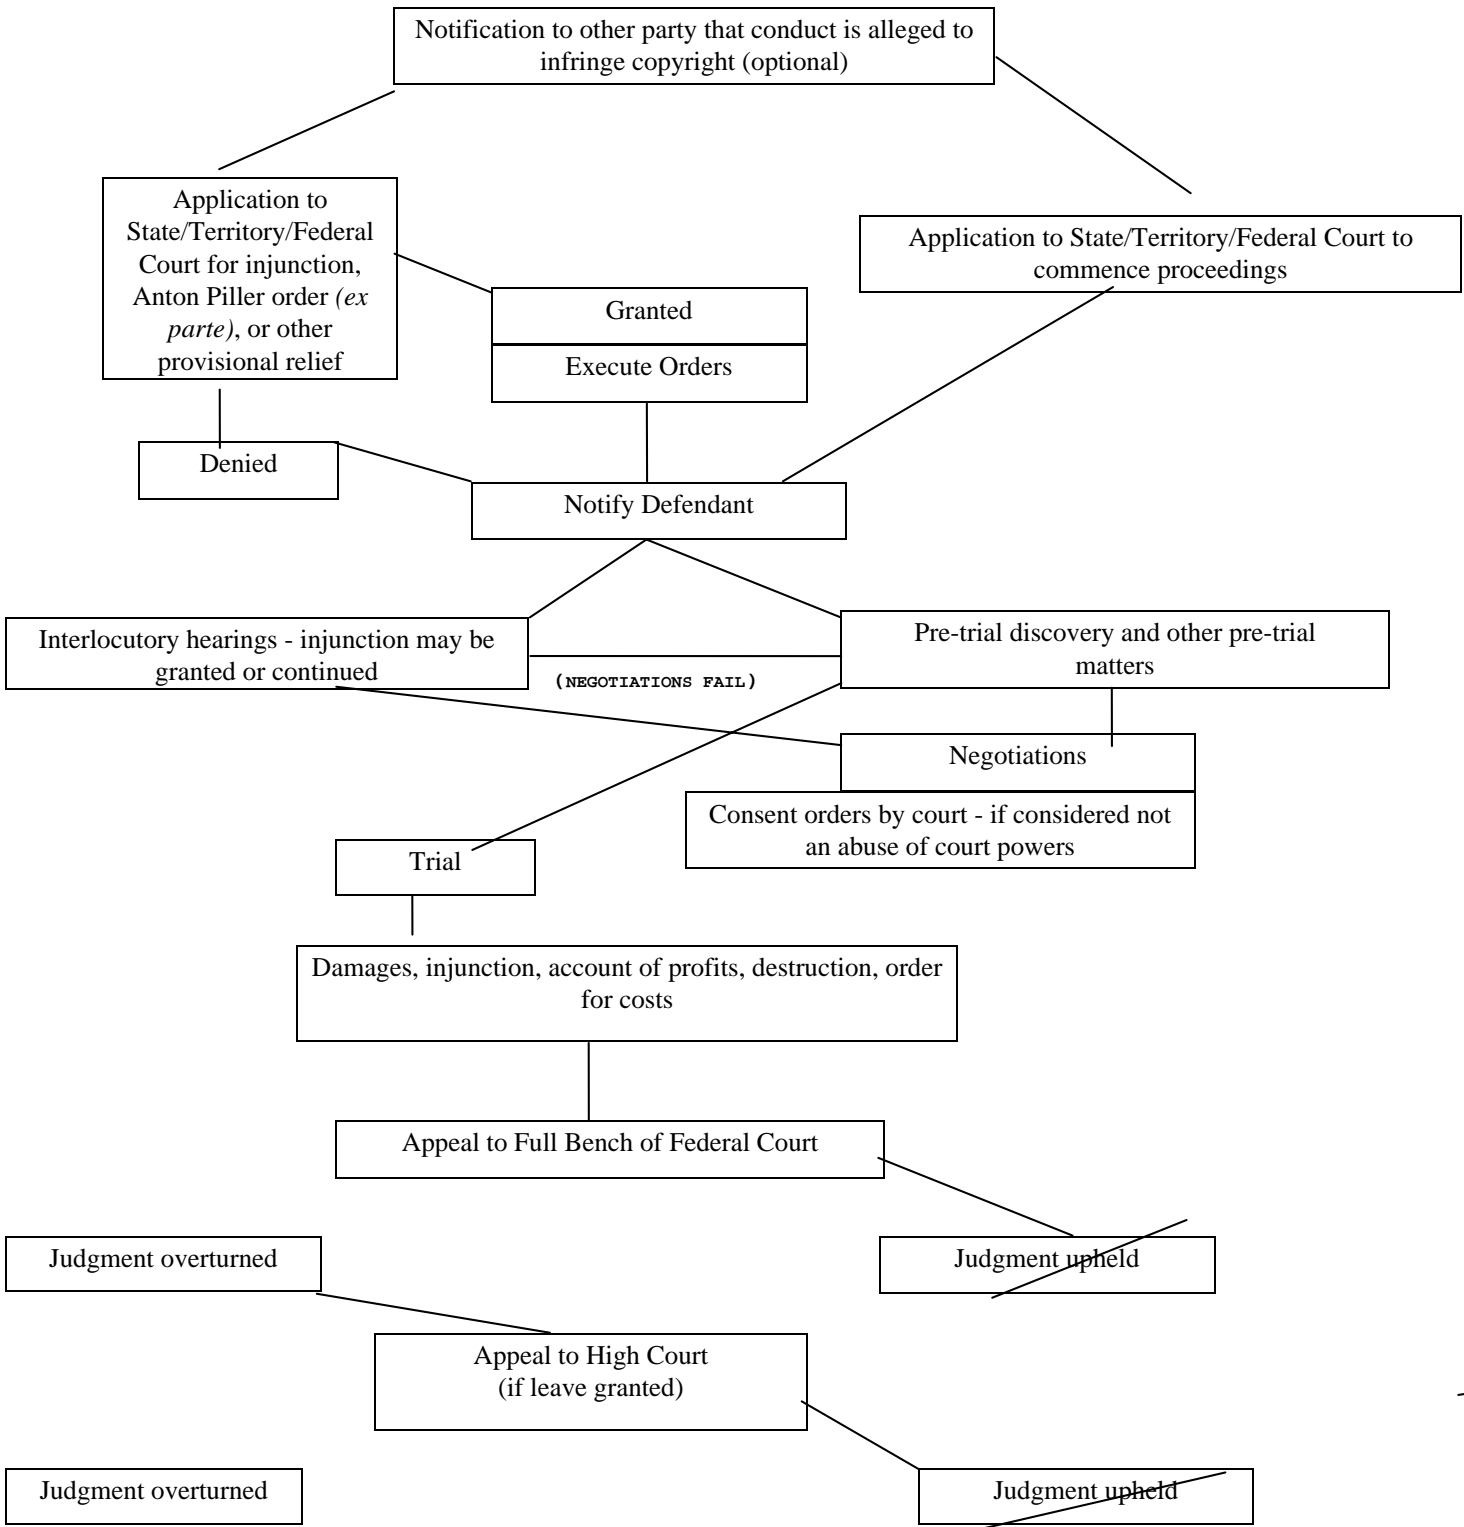 Notification to other party that conduct is alleged to
infringe copyright (optional)
Application to
State/Territory/Federal
Court for injunction,
Anton Piller order (ex
parte), or other
provisional relief
Application to State/Territory/Federal Court to
commence proceedings
Granted
Execute Orders
Denied
Notify Defendant
Interlocutory hearings - injunction may be
granted or continued
Pre-trial discovery and other pre-trial
matters
(NEGOTIATIONS FAIL)
Negotiations
Consent orders by court - if considered not
an abuse of court powers
Trial
Damages, injunction, account of profits, destruction, order
for costs
Appeal to Full Bench of Federal Court
Judgment overturned
Judgment upheld
Appeal to High Court
(if leave granted)
Judgment overturned
Judgment upheld